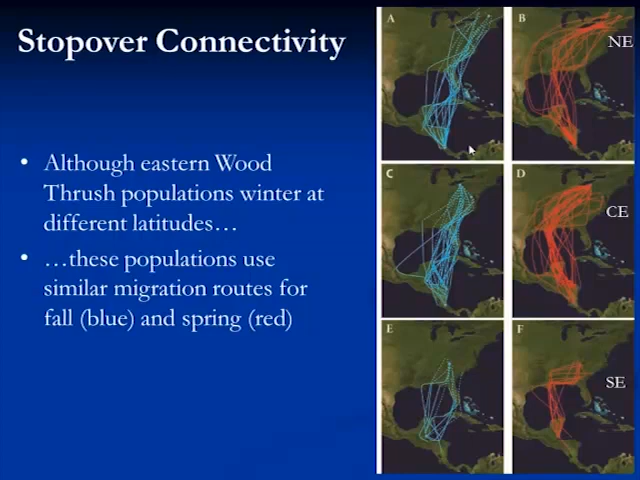 Stopover Connectivity
• Although eastern Wood
Thrush populations winter at
different latitudes…
• …these populations use
similar migration routes for
fall (blue) and spring (red)
A
B
NE
C
D
CE
E
F
SE